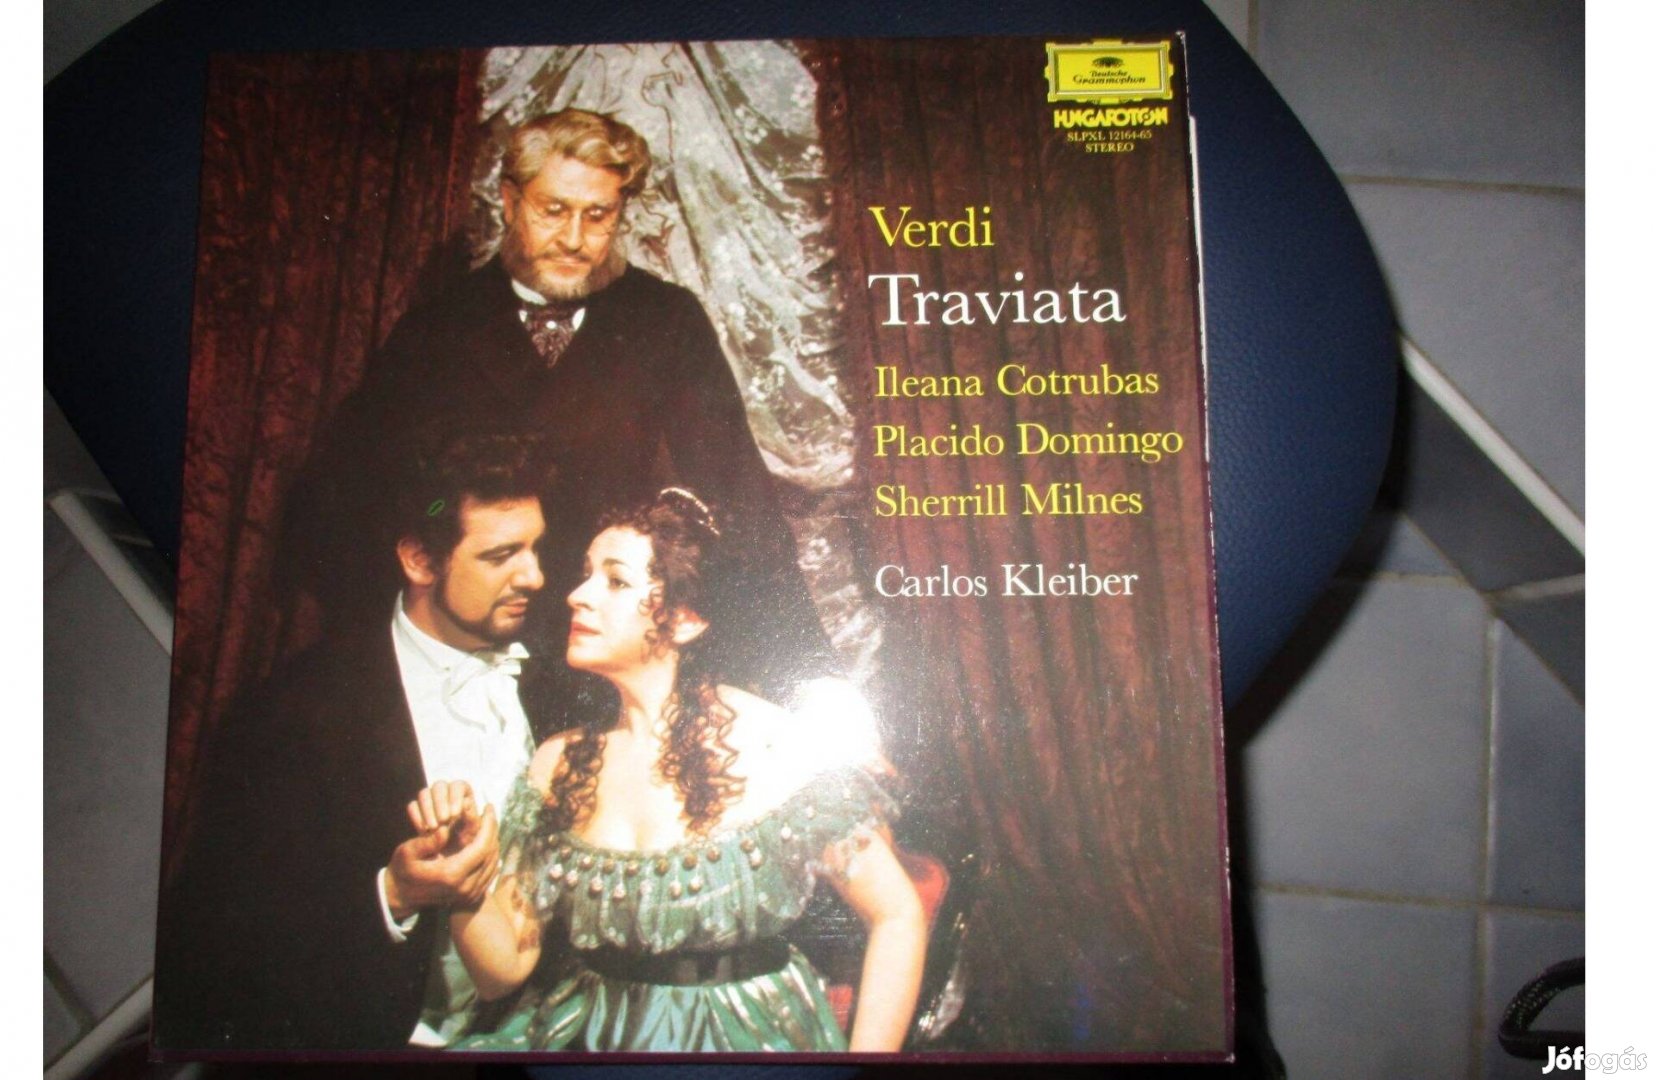 Deutsche
Grammophon
HUNGAROTON
SLPXL 12164-65
STEREO
Verdi
Traviata
Ileana Cotrubas
Placido Domingo
Sherrill Milnes
Carlos Kleiber
Jófogás